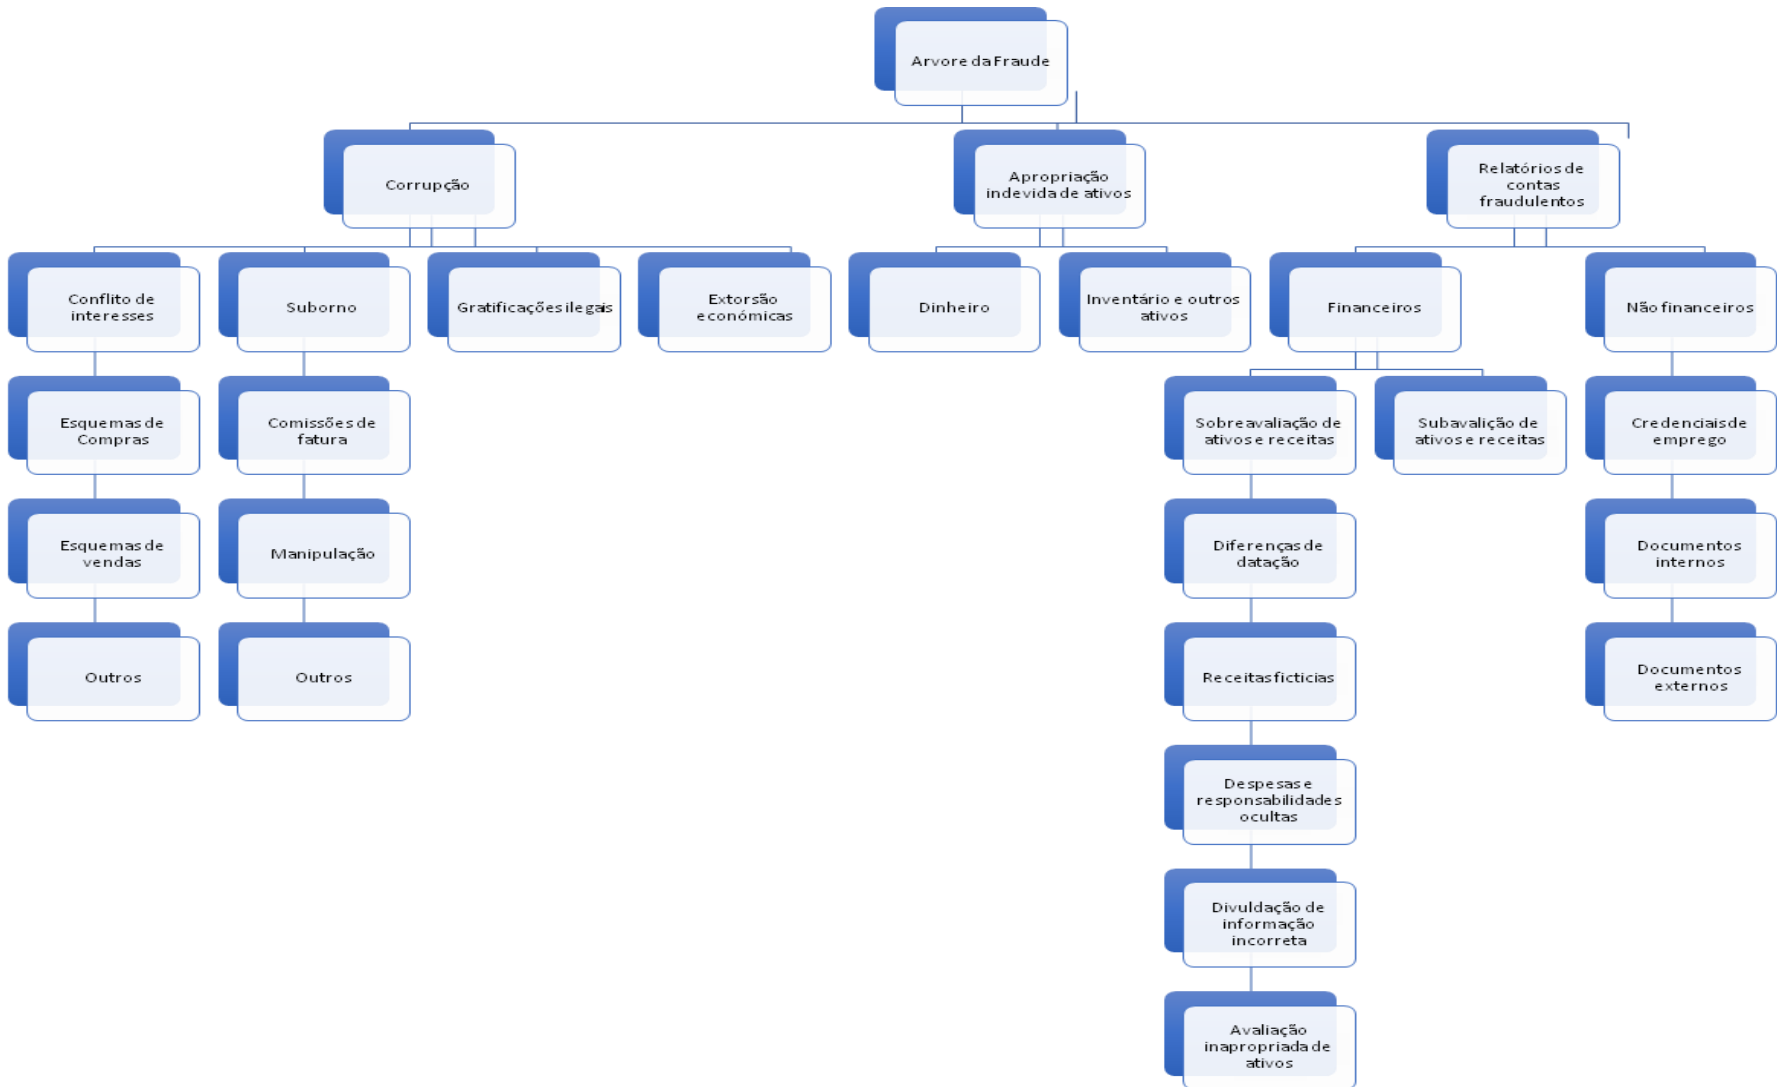 Arvore da Fraude
Corrupção
Apropriação
indevida de ativos
Relatórios de
contas
fraudulentos
Conflito de
interesses
Suborno
Gratificações ilegais
Extorsão
económicas
Dinheiro
Inventário e outros
ativos
Financeiros
Não financeiros
Esquemas de
Compras
Comissões de
fatura
Sobreavaliação de
ativos e receitas
Subavalição de
ativos e receitas
Credenciais de
emprego
Esquemas de
vendas
Manipulação
Diferenças de
datação
Documentos
internos
Outros
Outros
Receitas ficticias
Documentos
externos
Despesas e
responsabilidades
ocultas
Divuldação de
informação
incorreta
Avaliação
inapropriada de
ativos